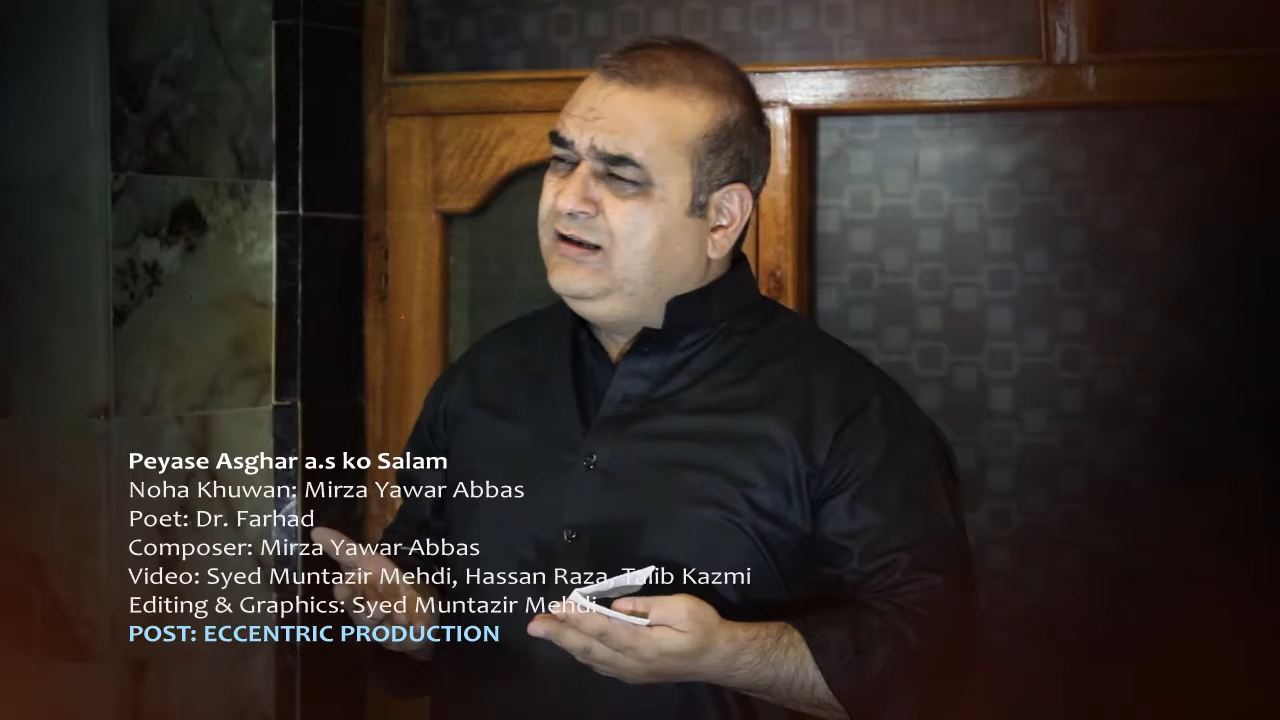 Peyase Asghar a.s ko Salam
Noha Khuwan: Mirza Yawar Abbas
Poet: Dr. Farhad
Composer: Mirza Yawar Abbas
Video: Syed Muntazir Mehdi, Hassan Raza, Talib Kazmi
Editing & Graphics: Syed Muntazir Mehdi
POST: ECCENTRIC PRODUCTION